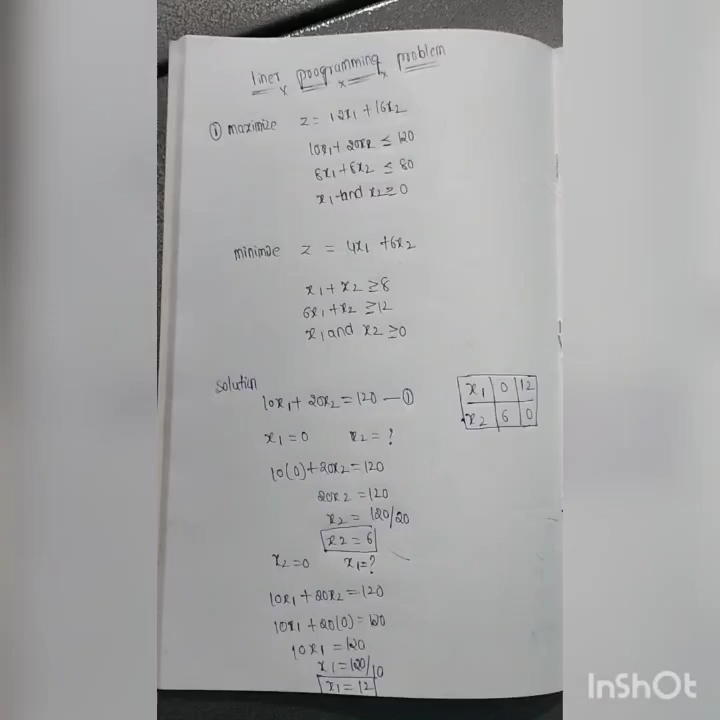 liner programming problem
① maximize z = 12x1 + 16x2
10x1 + 20x2 ≤ 120
8x1 + 8x2 ≤ 80
x1 and x2 ≥ 0
minimize z = 4x1 + 6x2
x1 + x2 ≥ 8
6x1 + x2 ≥ 12
x1 and x2 ≥ 0
solution
10x1 + 20x2 = 120 — ①
x1 0 12
x2 6 0
x1 = 0 x2 = ?
10(0) + 20x2 = 120
20x2 = 120
x2 = 120/20
x2 = 6
x2 = 0 x1 = ?
10x1 + 20x2 = 120
10x1 + 20(0) = 120
10x1 = 120
x1 = 120/10
x1 = 12
InShOt